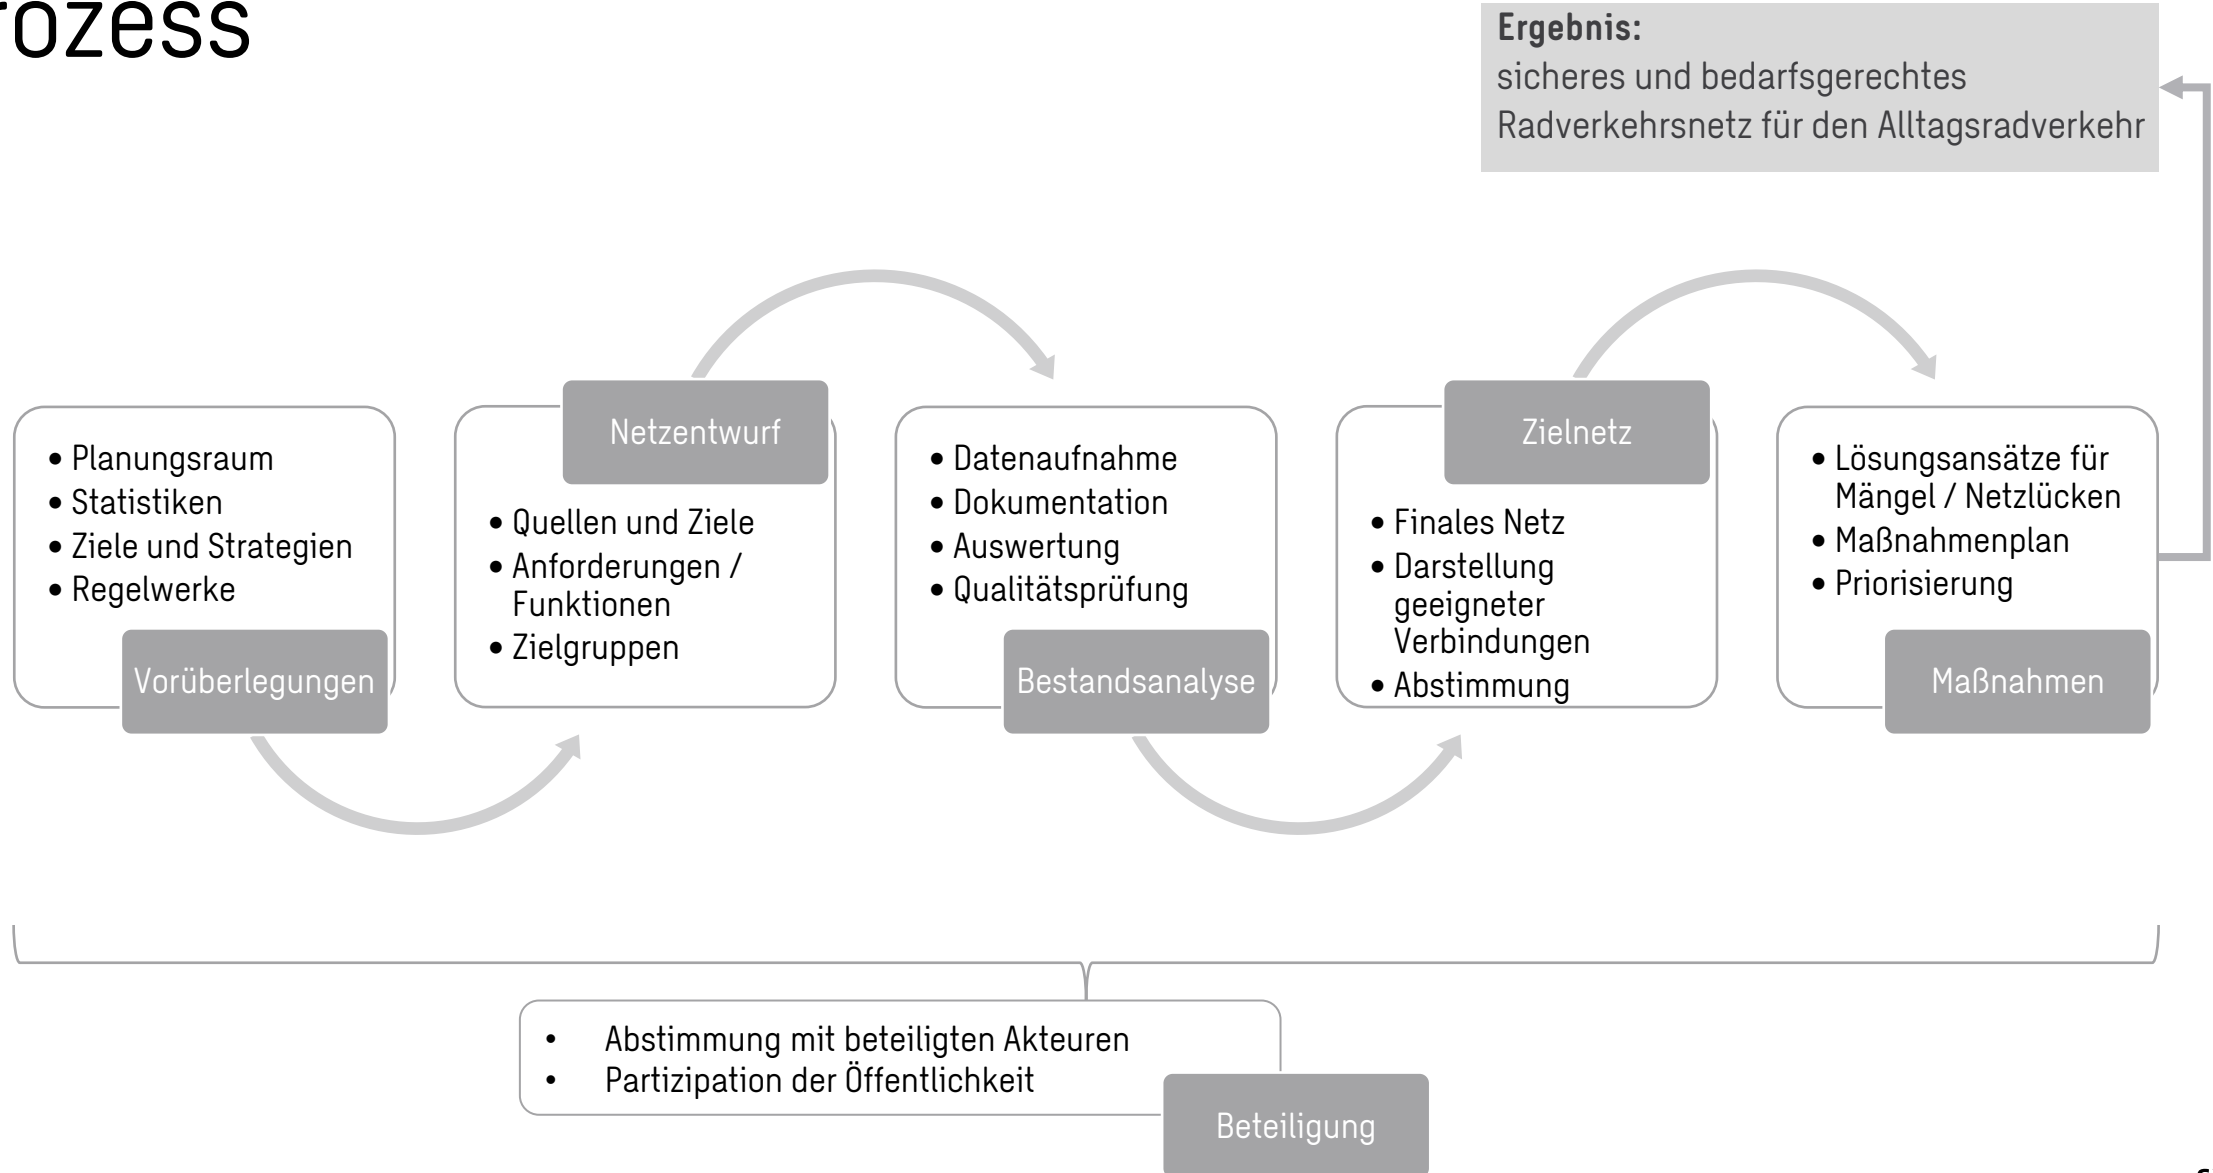 rozess
Ergebnis:
sicheres und bedarfsgerechtes
Radverkehrsnetz für den Alltagsradverkehr
• Planungsraum
• Statistiken
• Ziele und Strategien
• Regelwerke
Vorüberlegungen
Netzentwurf
• Quellen und Ziele
• Anforderungen /
Funktionen
• Zielgruppen
• Datenaufnahme
• Dokumentation
• Auswertung
• Qualitätsprüfung
Bestandsanalyse
Zielnetz
• Finales Netz
• Darstellung
geeigneter
Verbindungen
• Abstimmung
• Lösungsansätze für
Mängel / Netzlücken
• Maßnahmenplan
• Priorisierung
Maßnahmen
• Abstimmung mit beteiligten Akteuren
• Partizipation der Öffentlichkeit
Beteiligung